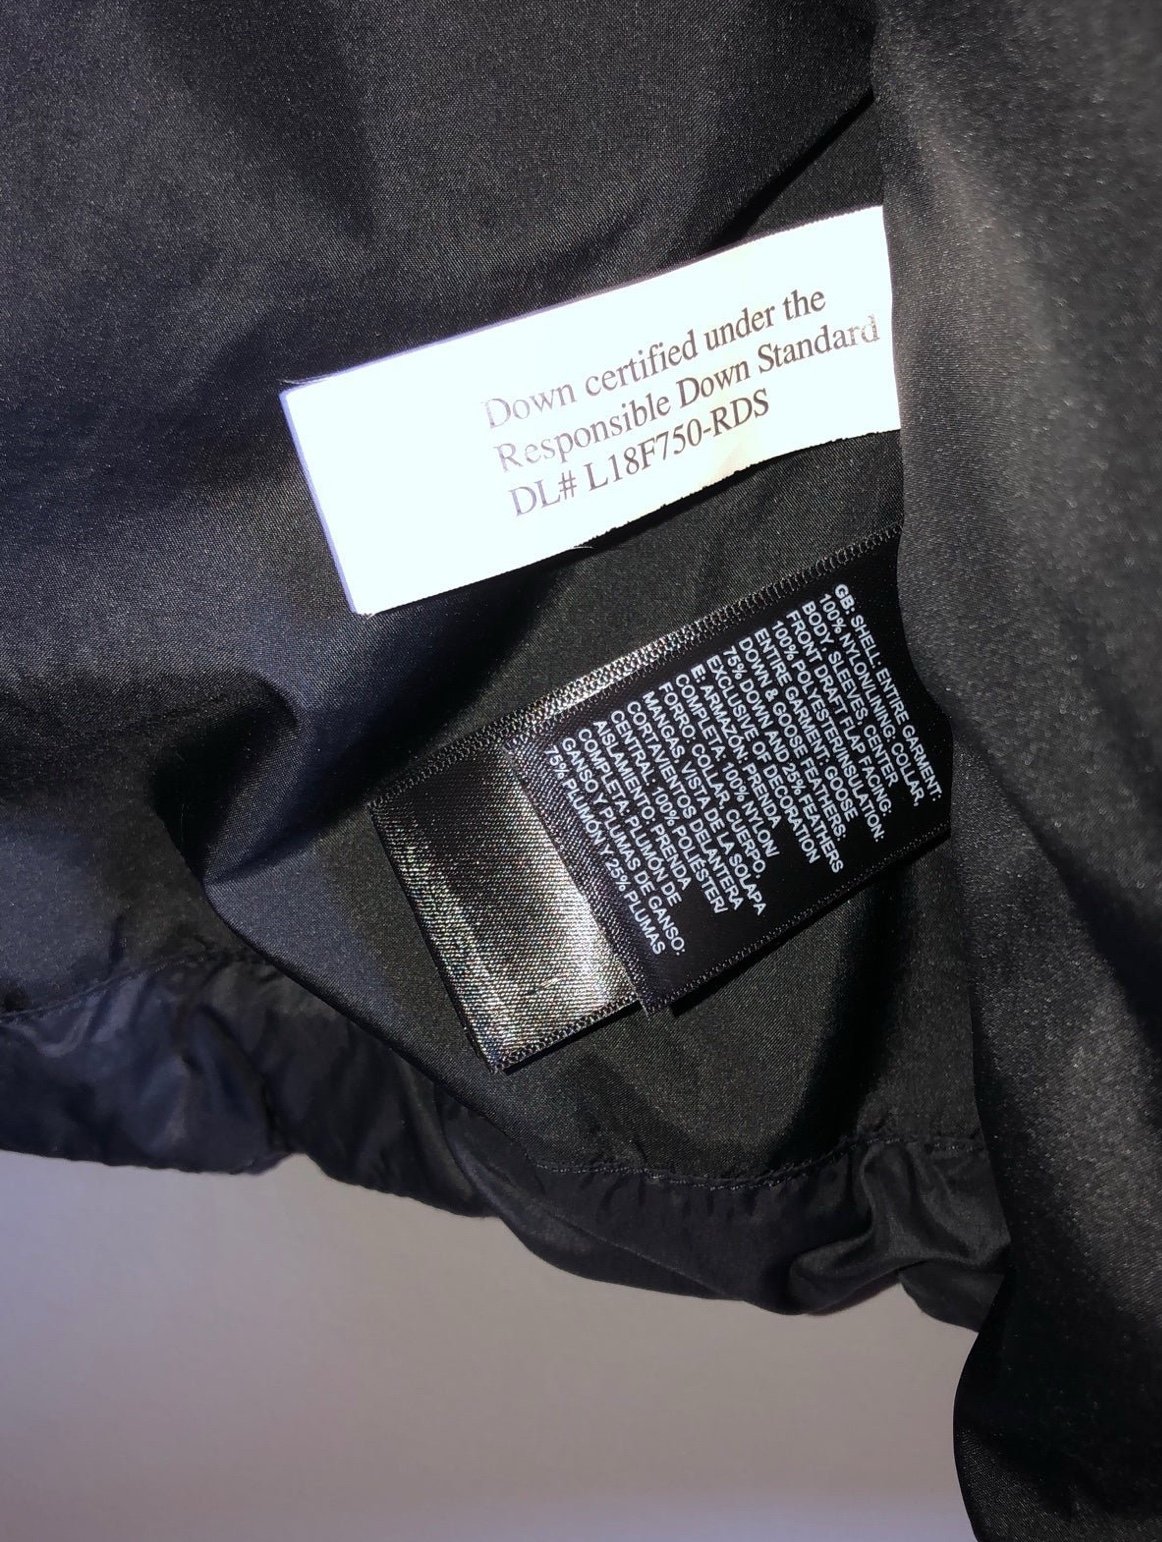 Down certified under the
Responsible Down Standard
DL# L18F750-RDS
GB: SHELL: ENTIRE GARMENT:
100% NYLON/LINING: COLLAR,
BODY, SLEEVES, CENTER
FRONT DRAFT FLAP FACING:
100% POLYESTER/INSULATION:
ENTIRE GARMENT: GOOSE
DOWN & GOOSE FEATHERS:
75% DOWN AND 25% FEATHERS
EXCLUSIVE OF DECORATION
E: ARMAZÓN: PRENDA
COMPLETA: 100% NYLON/
FORRO: COLLAR, CUERPO,
MANGAS, VISTA DE LA SOLAPA
CORTAVIENTOS DELANTERA
CENTRAL: 100% POLIÉSTER/
AISLAMIENTO: PRENDA
COMPLETA: PLUMÓN DE
GANSO Y PLUMAS DE GANSO:
75% PLUMÓN Y 25% PLUMAS